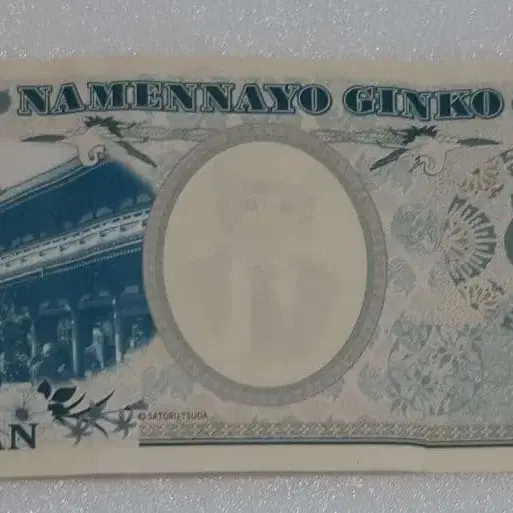 NAMENNAYO GINKO
© SATORU TSUDA
AN